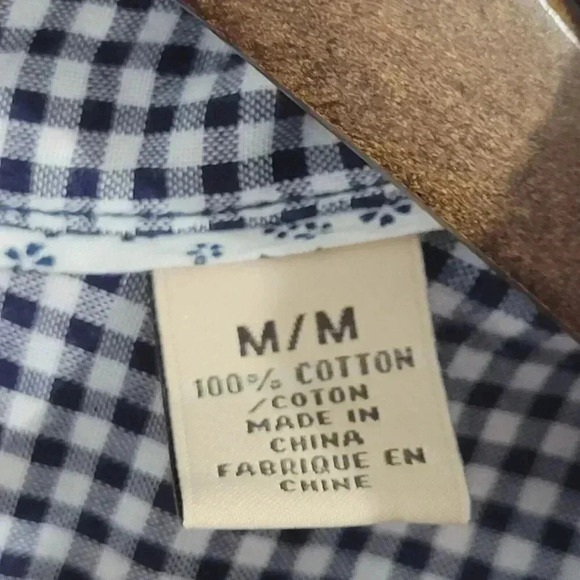 M/M
100% COTTON
/COTON
MADE IN
CHINA
FABRIQUE EN
CHINE